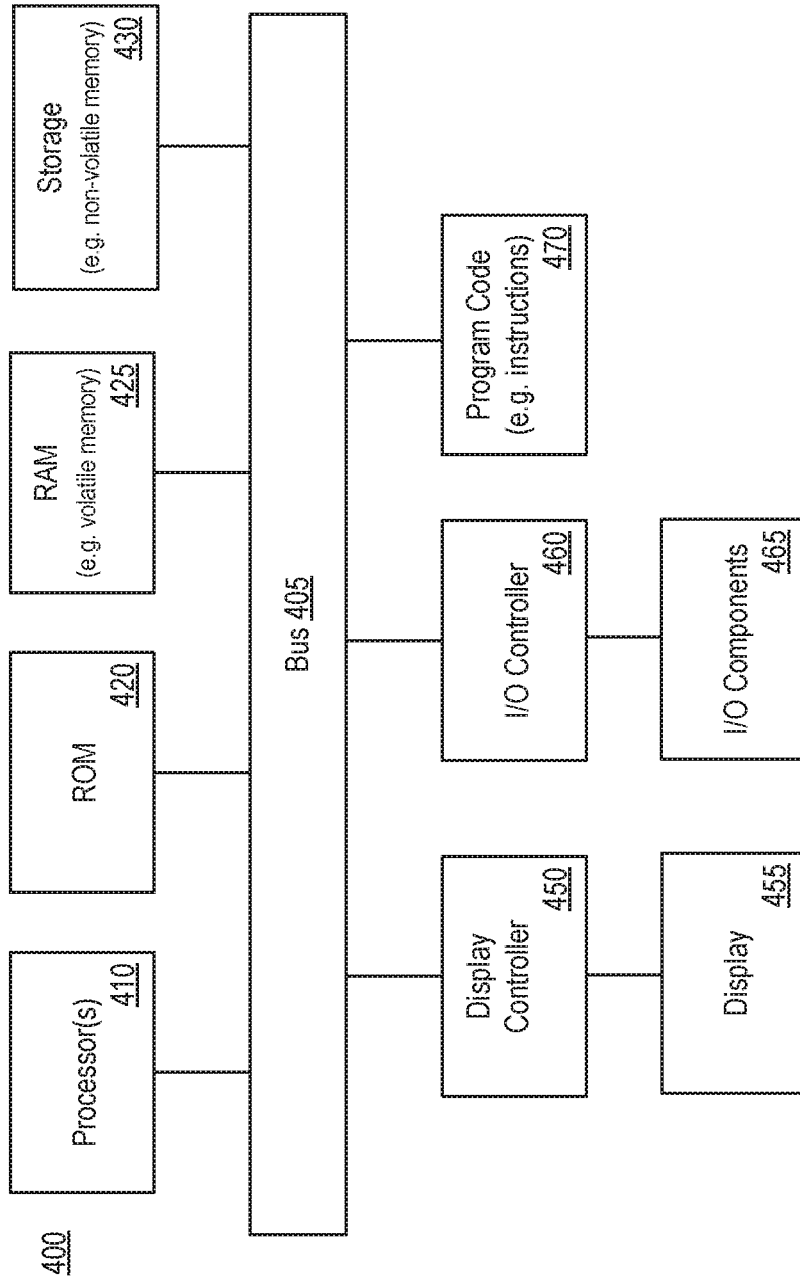 400
Processor(s)
410
ROM
420
RAM
(e.g. volatile memory)
425
Storage
(e.g. non-volatile memory)
430
Bus 405
Display
Controller
450
I/O Controller
460
Program Code
(e.g. instructions)
470
Display
455
I/O Components
465